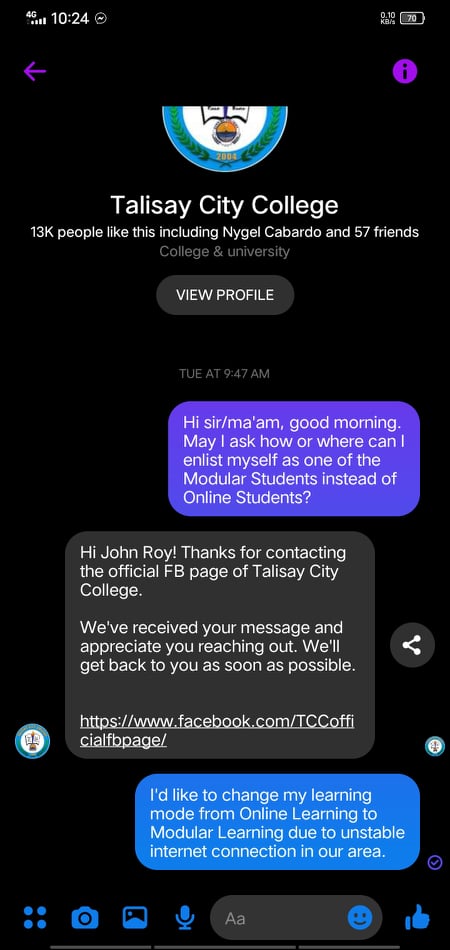 4G 10:24 0.10 KB/s 70
2004
Talisay City College
13K people like this including Nygel Cabardo and 57 friends
College & university
VIEW PROFILE
TUE AT 9:47 AM
Hi sir/ma'am, good morning.
May I ask how or where can I
enlist myself as one of the
Modular Students instead of
Online Students?
Hi John Roy! Thanks for contacting
the official FB page of Talisay City
College.
We've received your message and
appreciate you reaching out. We'll
get back to you as soon as possible.
https://www.facebook.com/TCCoffi
cialfbpage/
I'd like to change my learning
mode from Online Learning to
Modular Learning due to unstable
internet connection in our area.
Aa